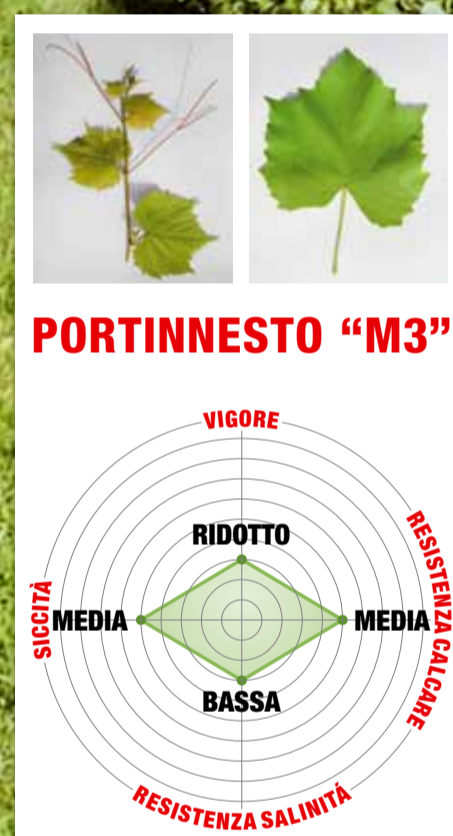 PORTINNESTO “M3”
VIGORE
RIDOTTO
RESISTENZA CALCARE
SICCITÀ
MEDIA
MEDIA
BASSA
RESISTENZA SALINITÁ